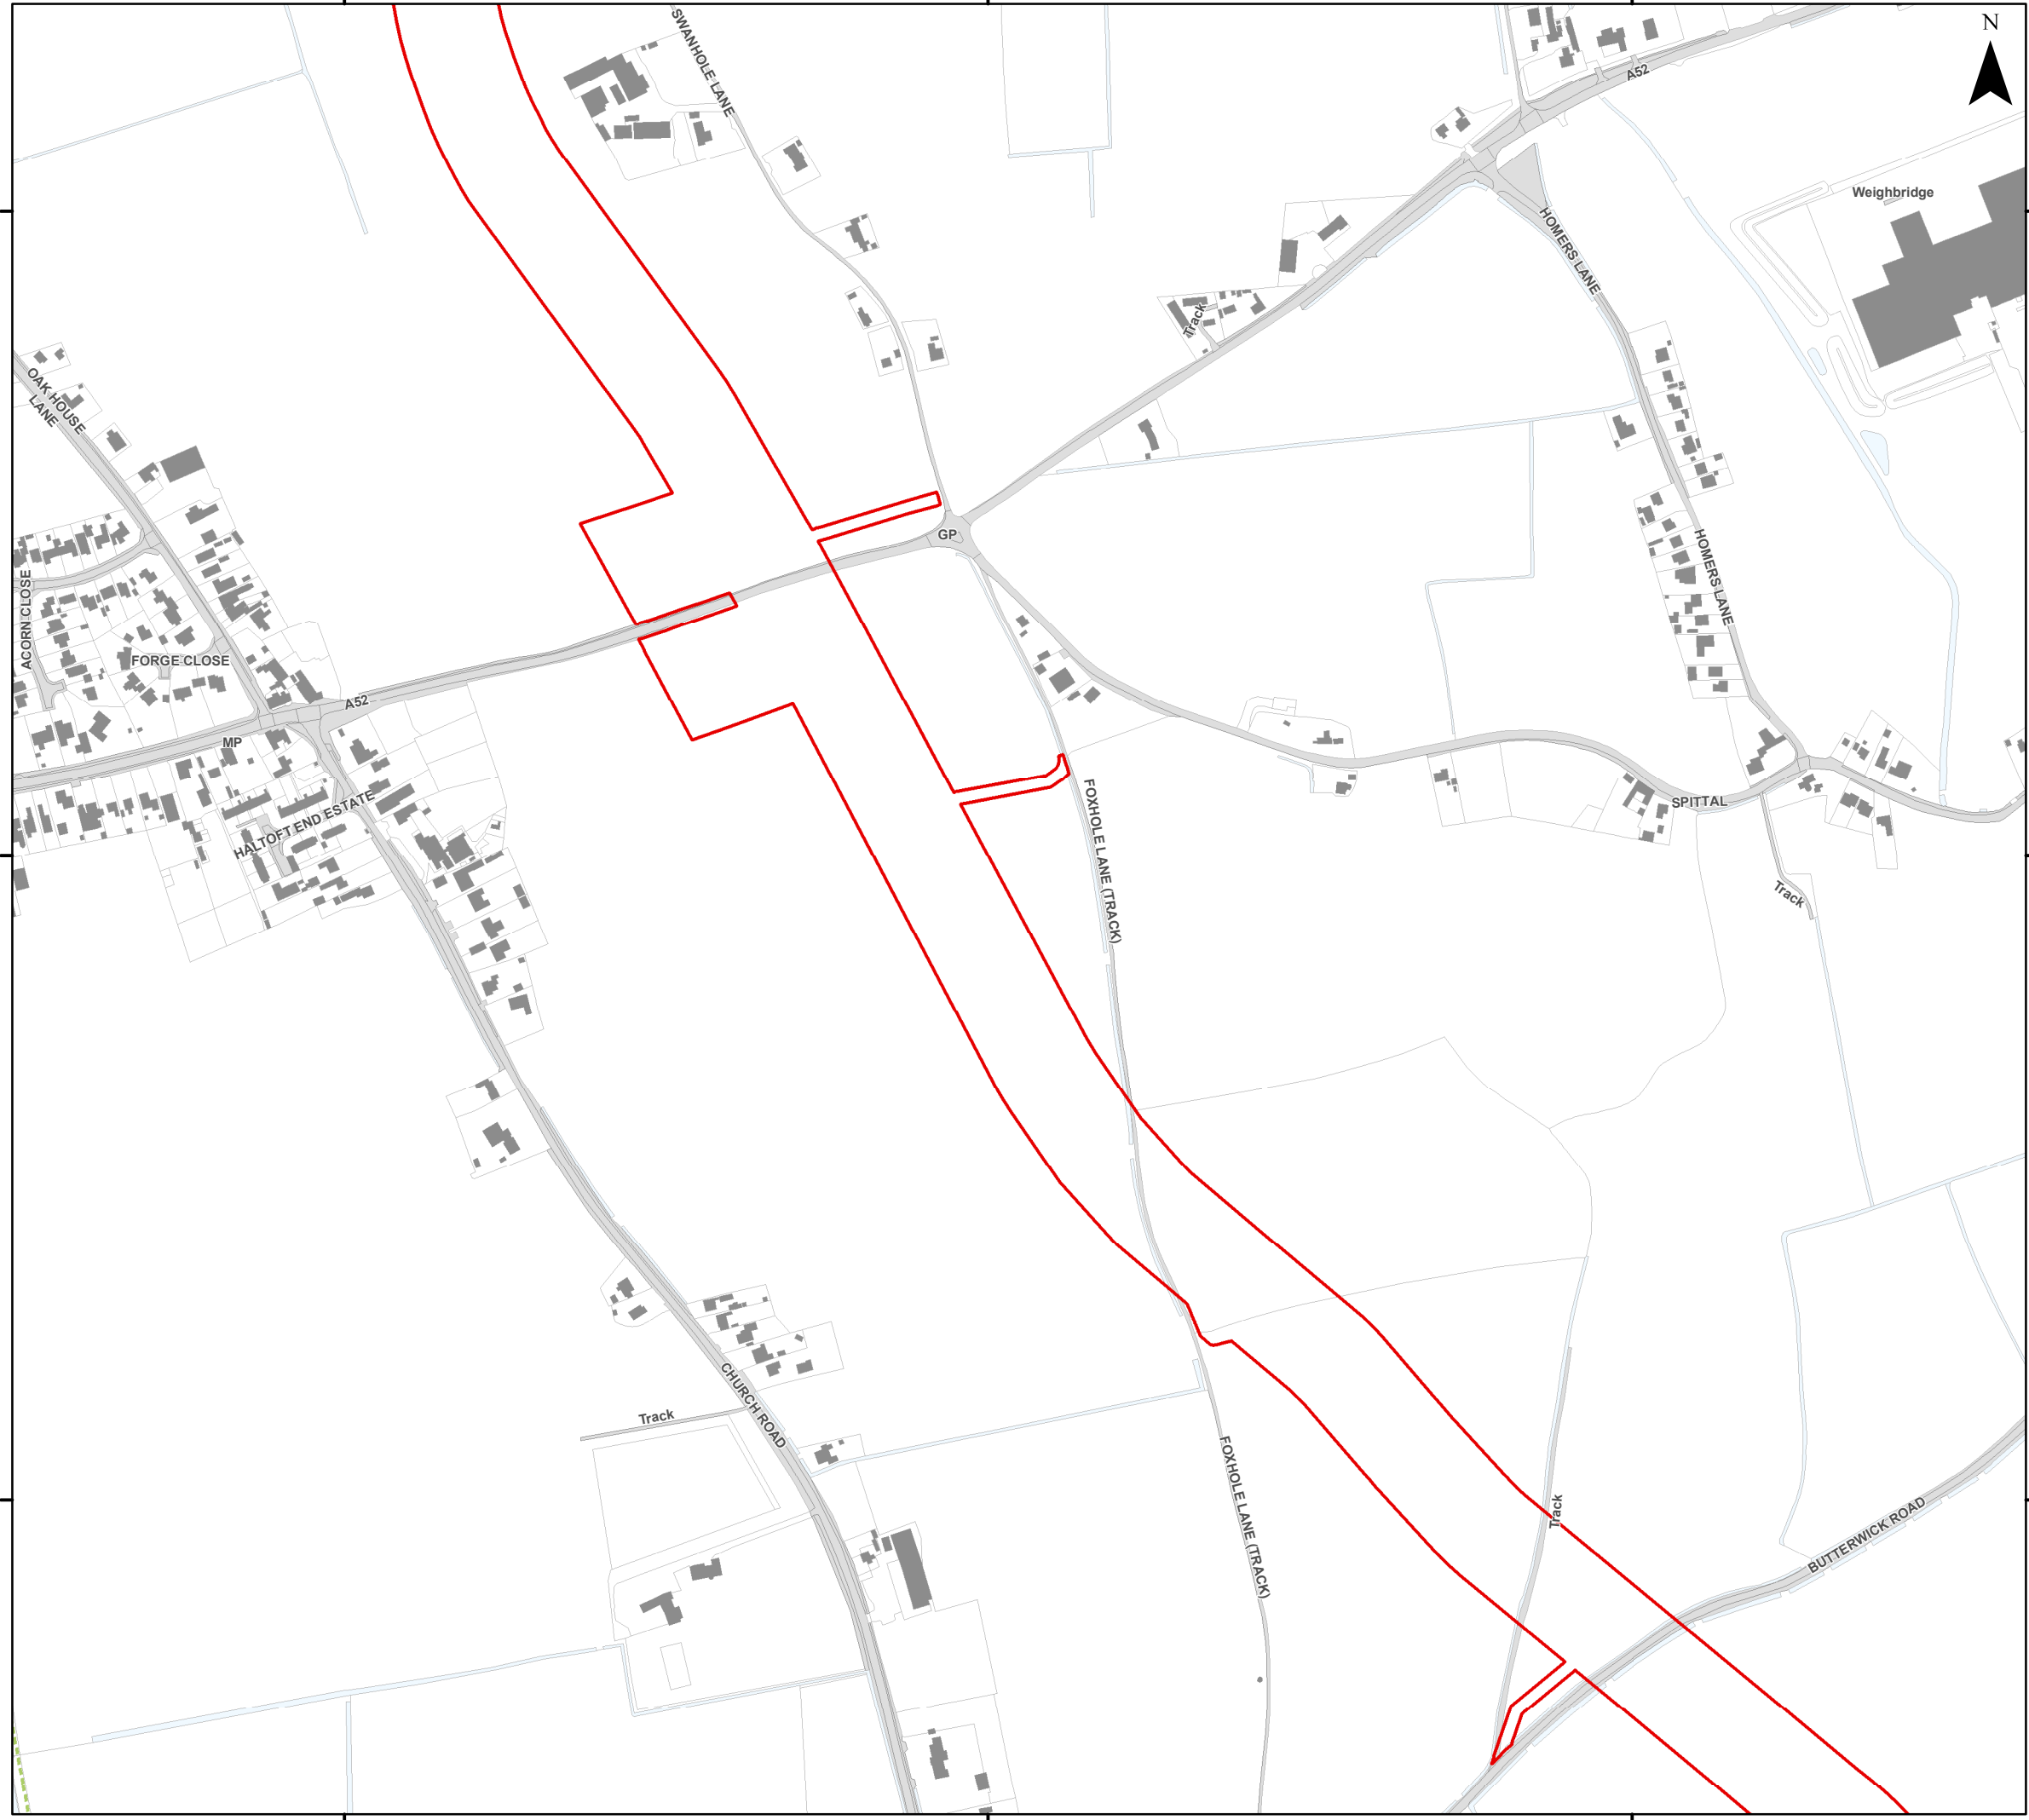 SWANHOLE LANE
N
A52
Weighbridge
HOMERS LANE
Track
OAK HOUSE
LANE
GP
HOMERS LANE
ACORN CLOSE
FORGE CLOSE
A52
MP
HALTOFT END ESTATE
FOXHOLE LANE (TRACK)
SPITTAL
Track
CHURCH ROAD
Track
FOXHOLE LANE (TRACK)
Track
BUTTERWICK ROAD